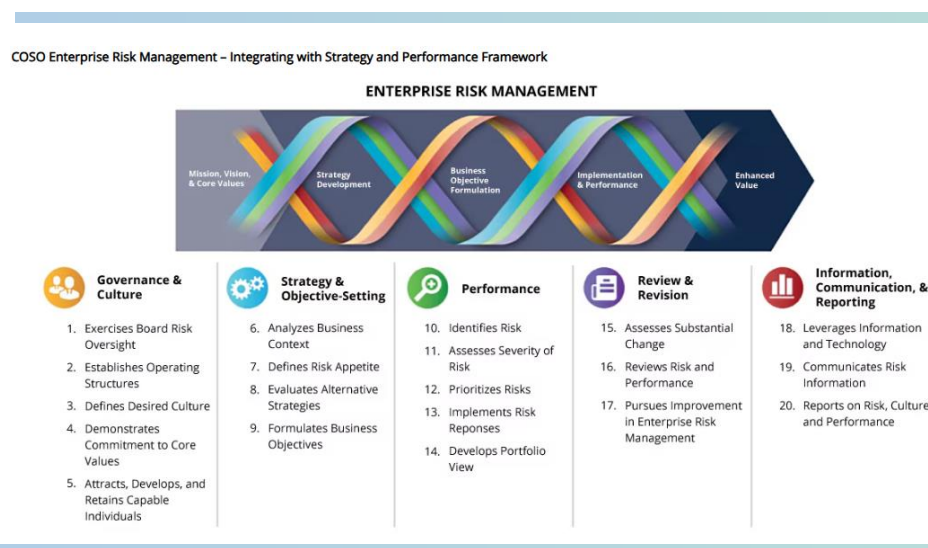 COSO Enterprise Risk Management – Integrating with Strategy and Performance Framework
ENTERPRISE RISK MANAGEMENT
Mission, Vision,
& Core Values
Strategy
Development
Business
Objective
Formulation
Implementation
& Performance
Enhanced
Value
Governance &
Culture
1. Exercises Board Risk
Oversight
2. Establishes Operating
Structures
3. Defines Desired Culture
4. Demonstrates
Commitment to Core
Values
5. Attracts, Develops, and
Retains Capable
Individuals
Strategy &
Objective-Setting
6. Analyzes Business
Context
7. Defines Risk Appetite
8. Evaluates Alternative
Strategies
9. Formulates Business
Objectives
Performance
10. Identifies Risk
11. Assesses Severity of
Risk
12. Prioritizes Risks
13. Implements Risk
Reponses
14. Develops Portfolio
View
Review &
Revision
15. Assesses Substantial
Change
16. Reviews Risk and
Performance
17. Pursues Improvement
in Enterprise Risk
Management
Information,
Communication, &
Reporting
18. Leverages Information
and Technology
19. Communicates Risk
Information
20. Reports on Risk, Culture
and Performance